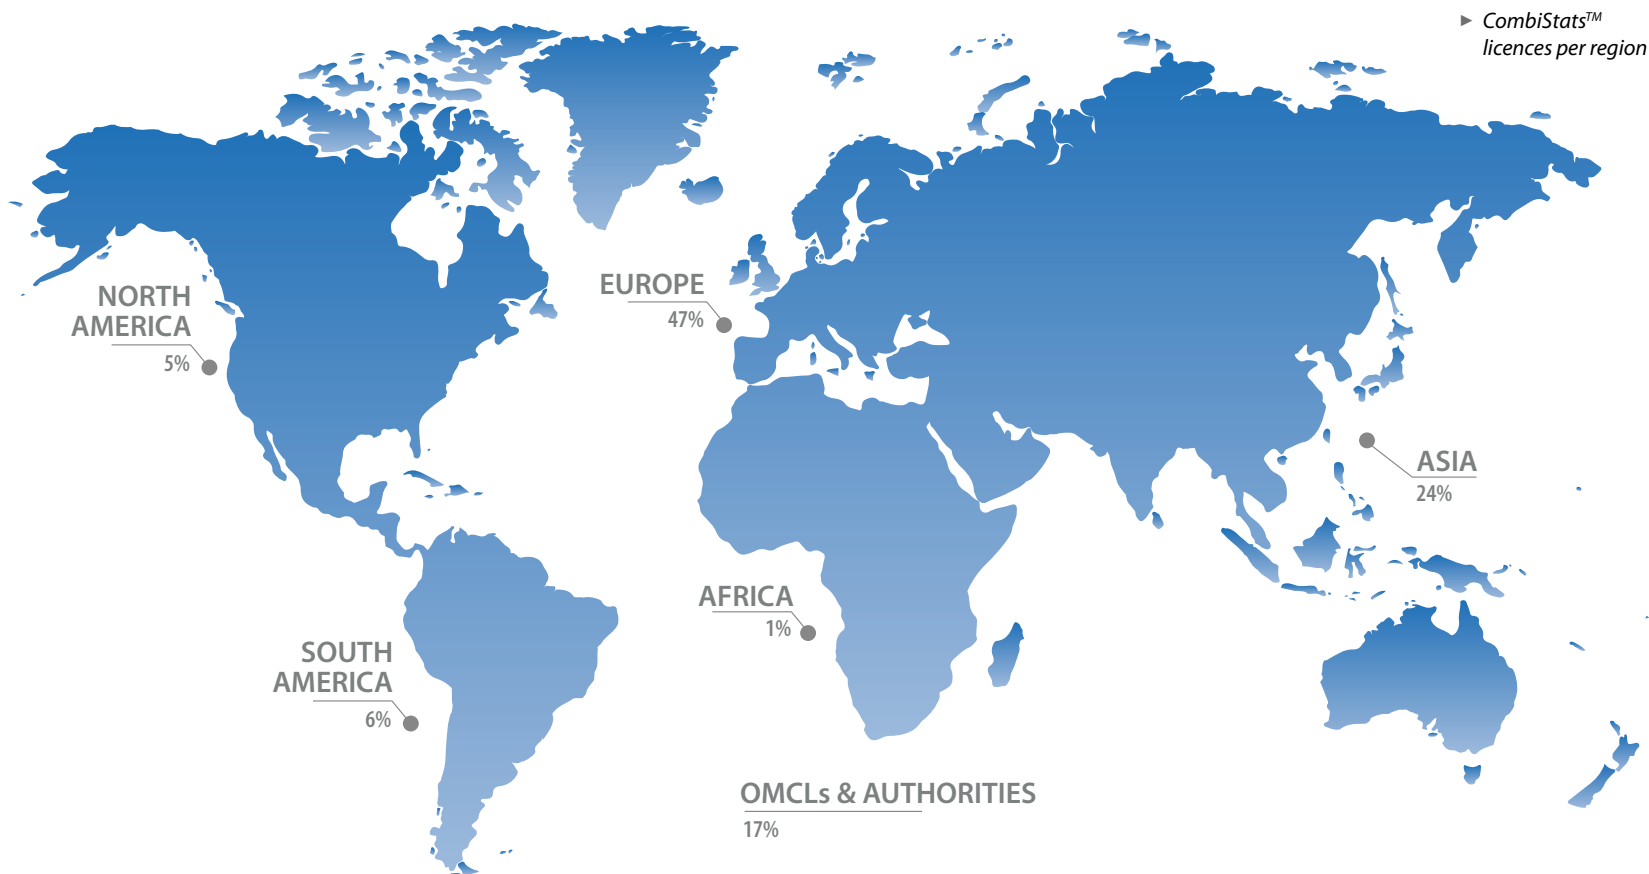 ► CombiStats™
licences per region
NORTH
AMERICA
5%
EUROPE
47%
ASIA
24%
AFRICA
1%
SOUTH
AMERICA
6%
OMCLs & AUTHORITIES
17%